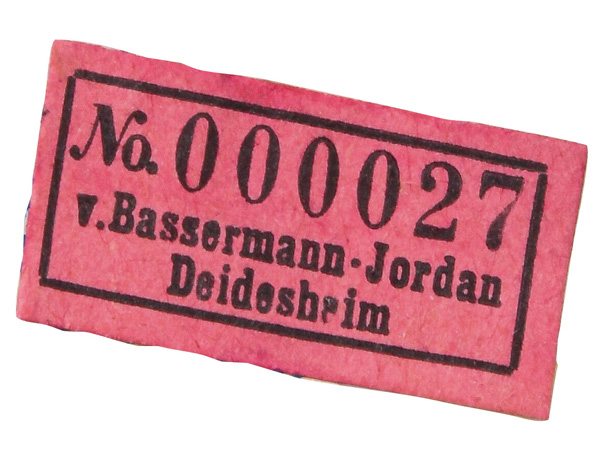 No. 000027
v. Bassermann-Jordan
Deidesheim